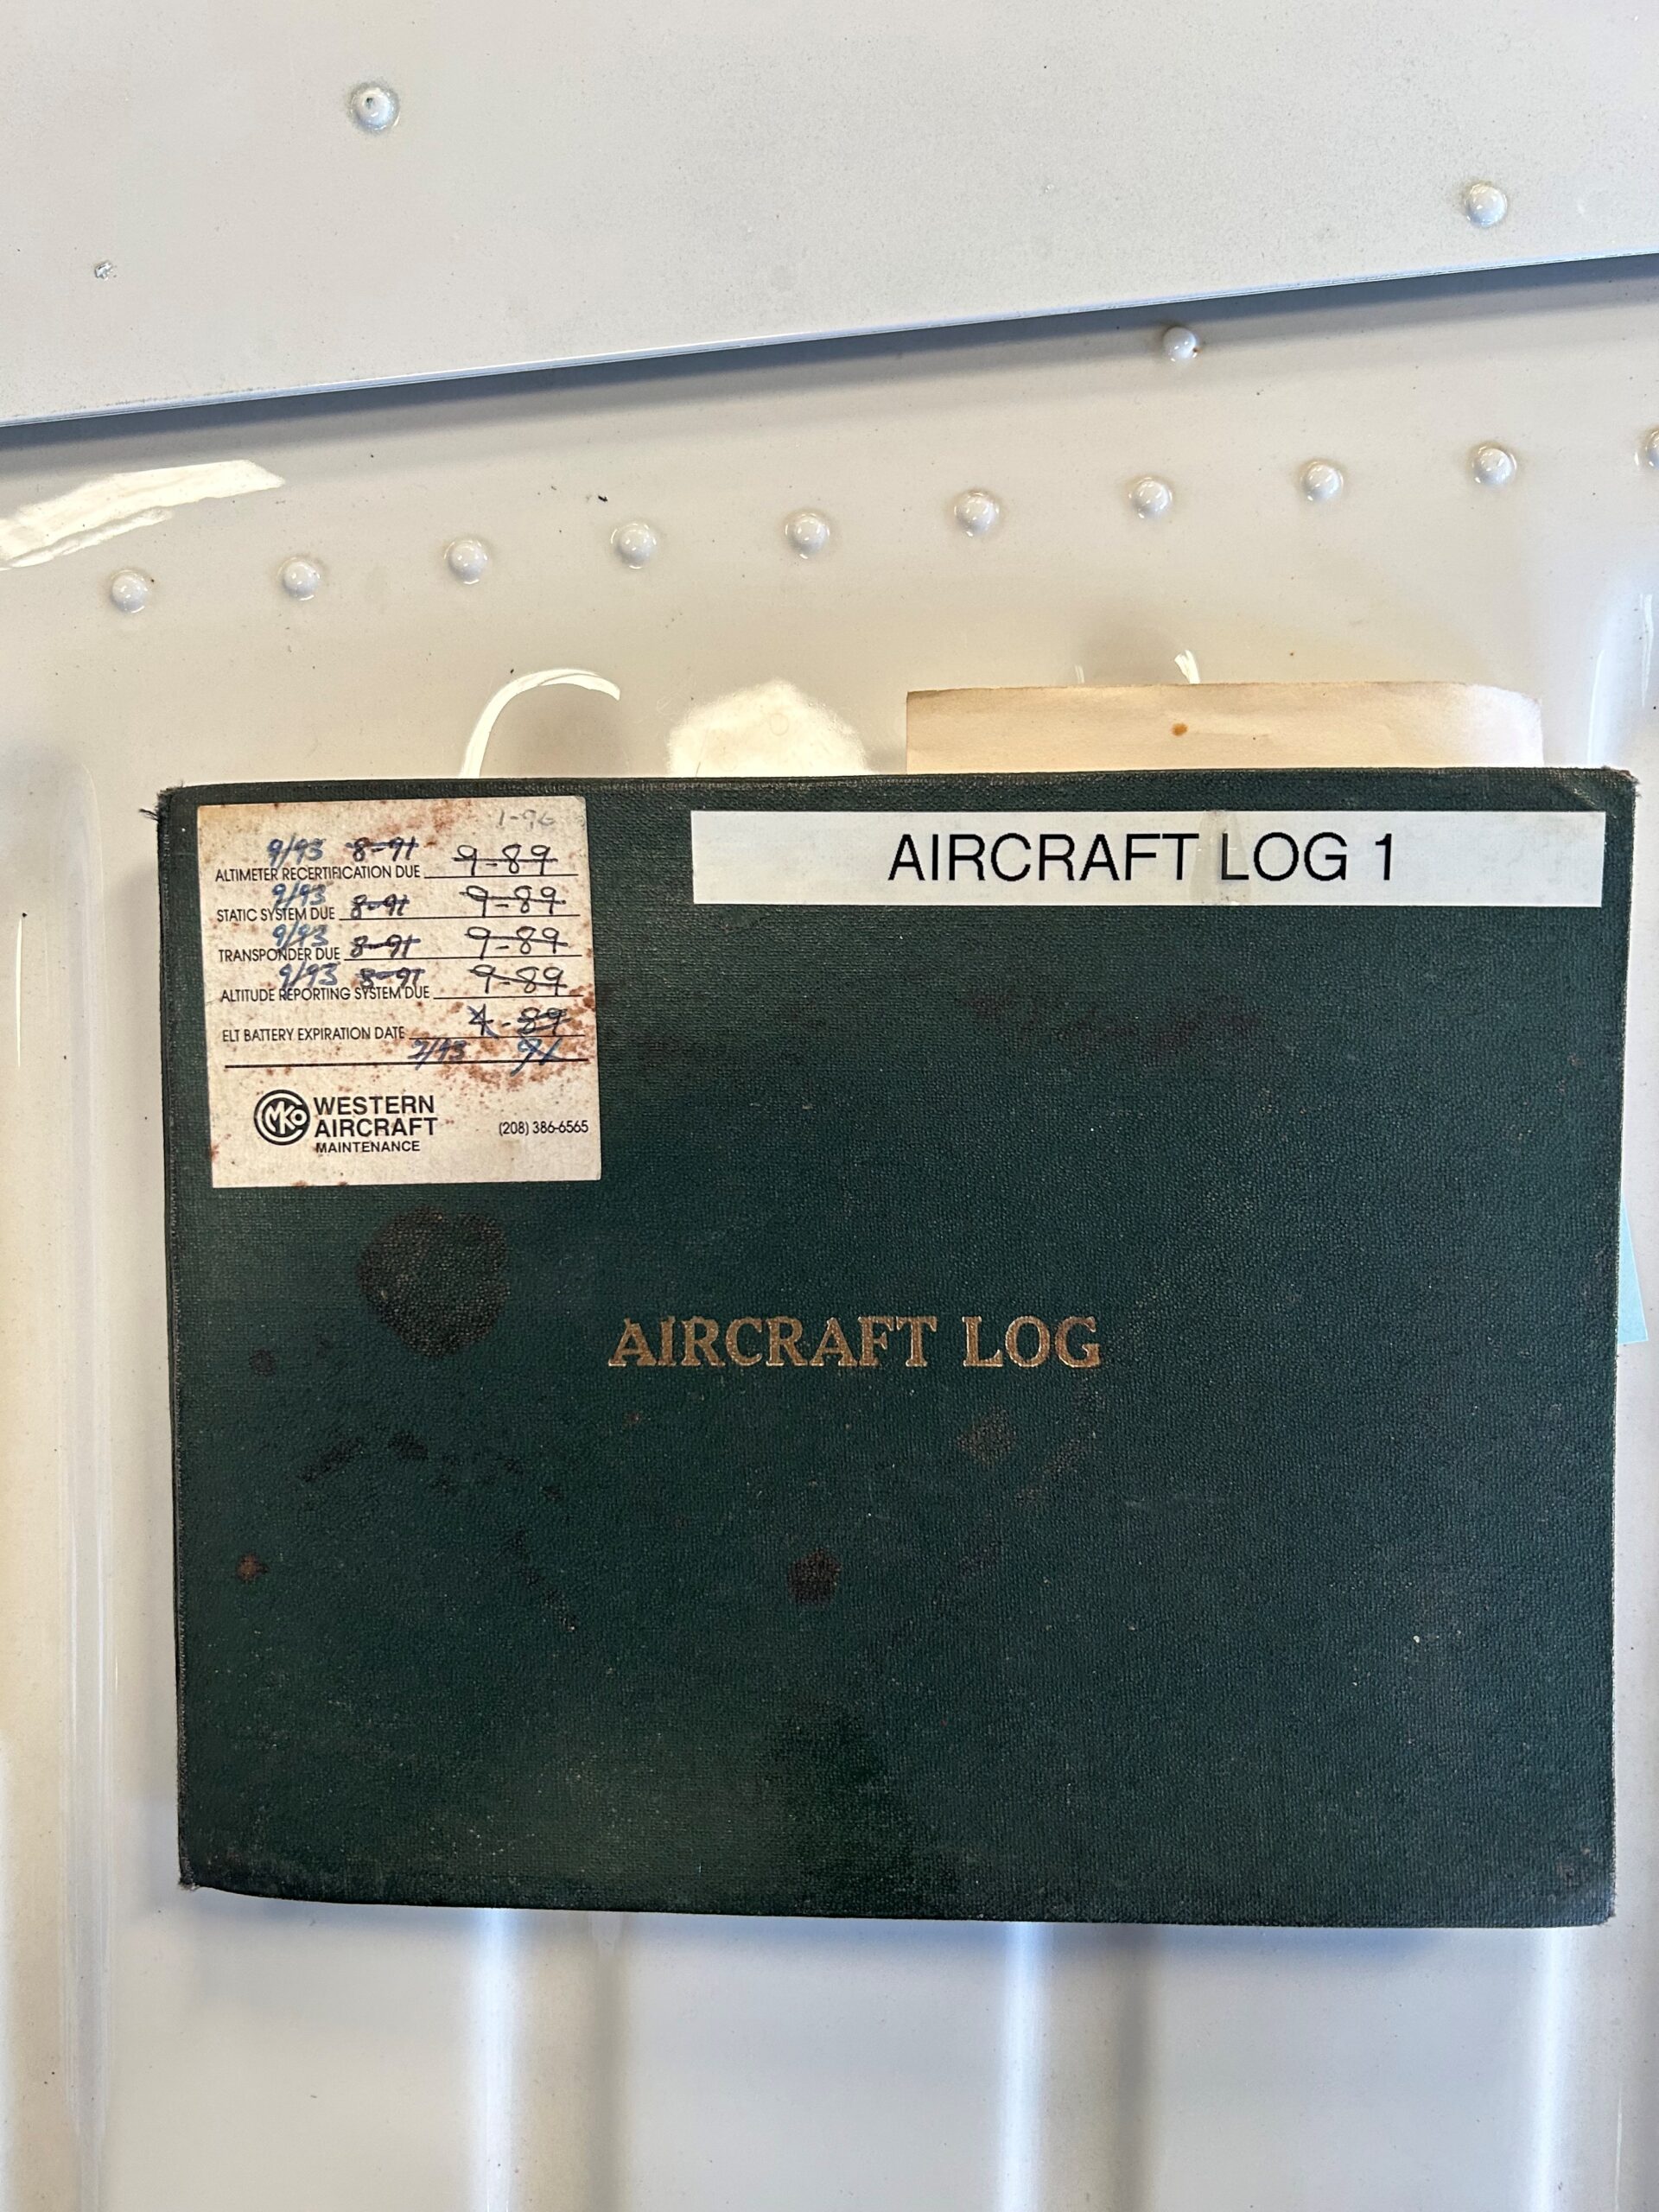 1-96
9/93 8-91 9-89
ALTIMETER RECERTIFICATION DUE
9/93
STATIC SYSTEM DUE 8-91 9-89
9/93
TRANSPONDER DUE 8-91 9-89
9/93 8-91 9-89
ALTITUDE REPORTING SYSTEM DUE
ELT BATTERY EXPIRATION DATE 4-89
MKCO WESTERN
AIRCRAFT
MAINTENANCE
(208) 386-6565
AIRCRAFT LOG 1
AIRCRAFT LOG